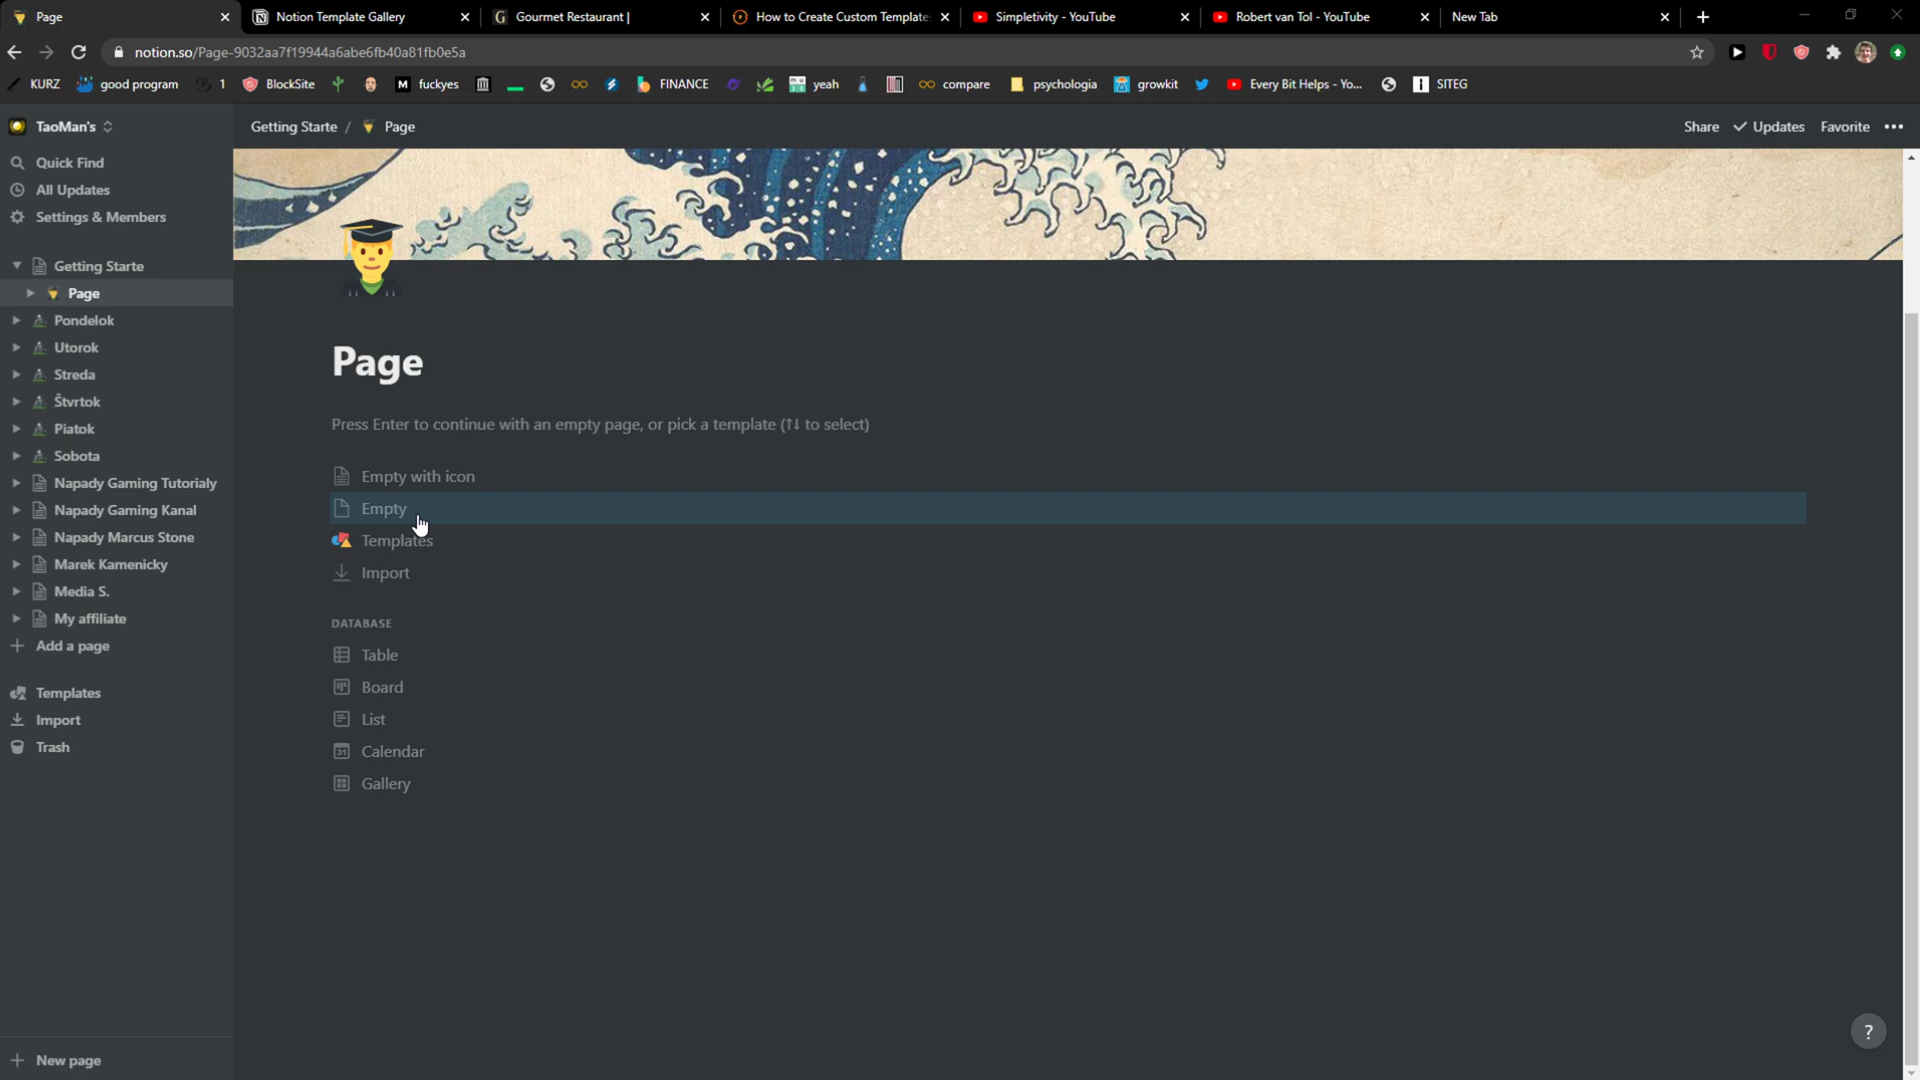 Page
Notion Template Gallery
Gourmet Restaurant |
How to Create Custom Template
Simpletivity - YouTube
Robert van Tol - YouTube
New Tab
notion.so/Page-9032aa7f19944a6abe6fb40a81fb0e5a
KURZ
good program
1
BlockSite
M fuckyes
FINANCE
yeah
compare
psychologia
growkit
Every Bit Helps - Yo...
SITEG
TaoMan's
Getting Starte / Page
Share
Updates
Favorite
Quick Find
All Updates
Settings & Members
Getting Starte
Page
Pondelok
Utorok
Streda
Štvrtok
Piatok
Sobota
Napady Gaming Tutorialy
Napady Gaming Kanal
Napady Marcus Stone
Marek Kamenicky
Media S.
My affiliate
Add a page
Templates
Import
Trash
New page
Page
Press Enter to continue with an empty page, or pick a template (↑↓ to select)
Empty with icon
Empty
Templates
Import
DATABASE
Table
Board
List
Calendar
Gallery
?